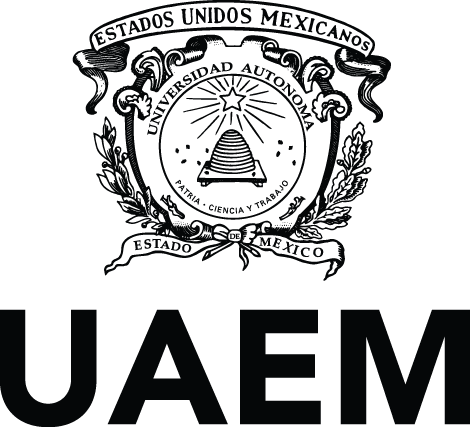 ESTADOS UNIDOS MEXICANOS
UNIVERSIDAD AUTONOMA
PATRIA • CIENCIA Y TRABAJO
ESTADO DE MEXICO
UAEM